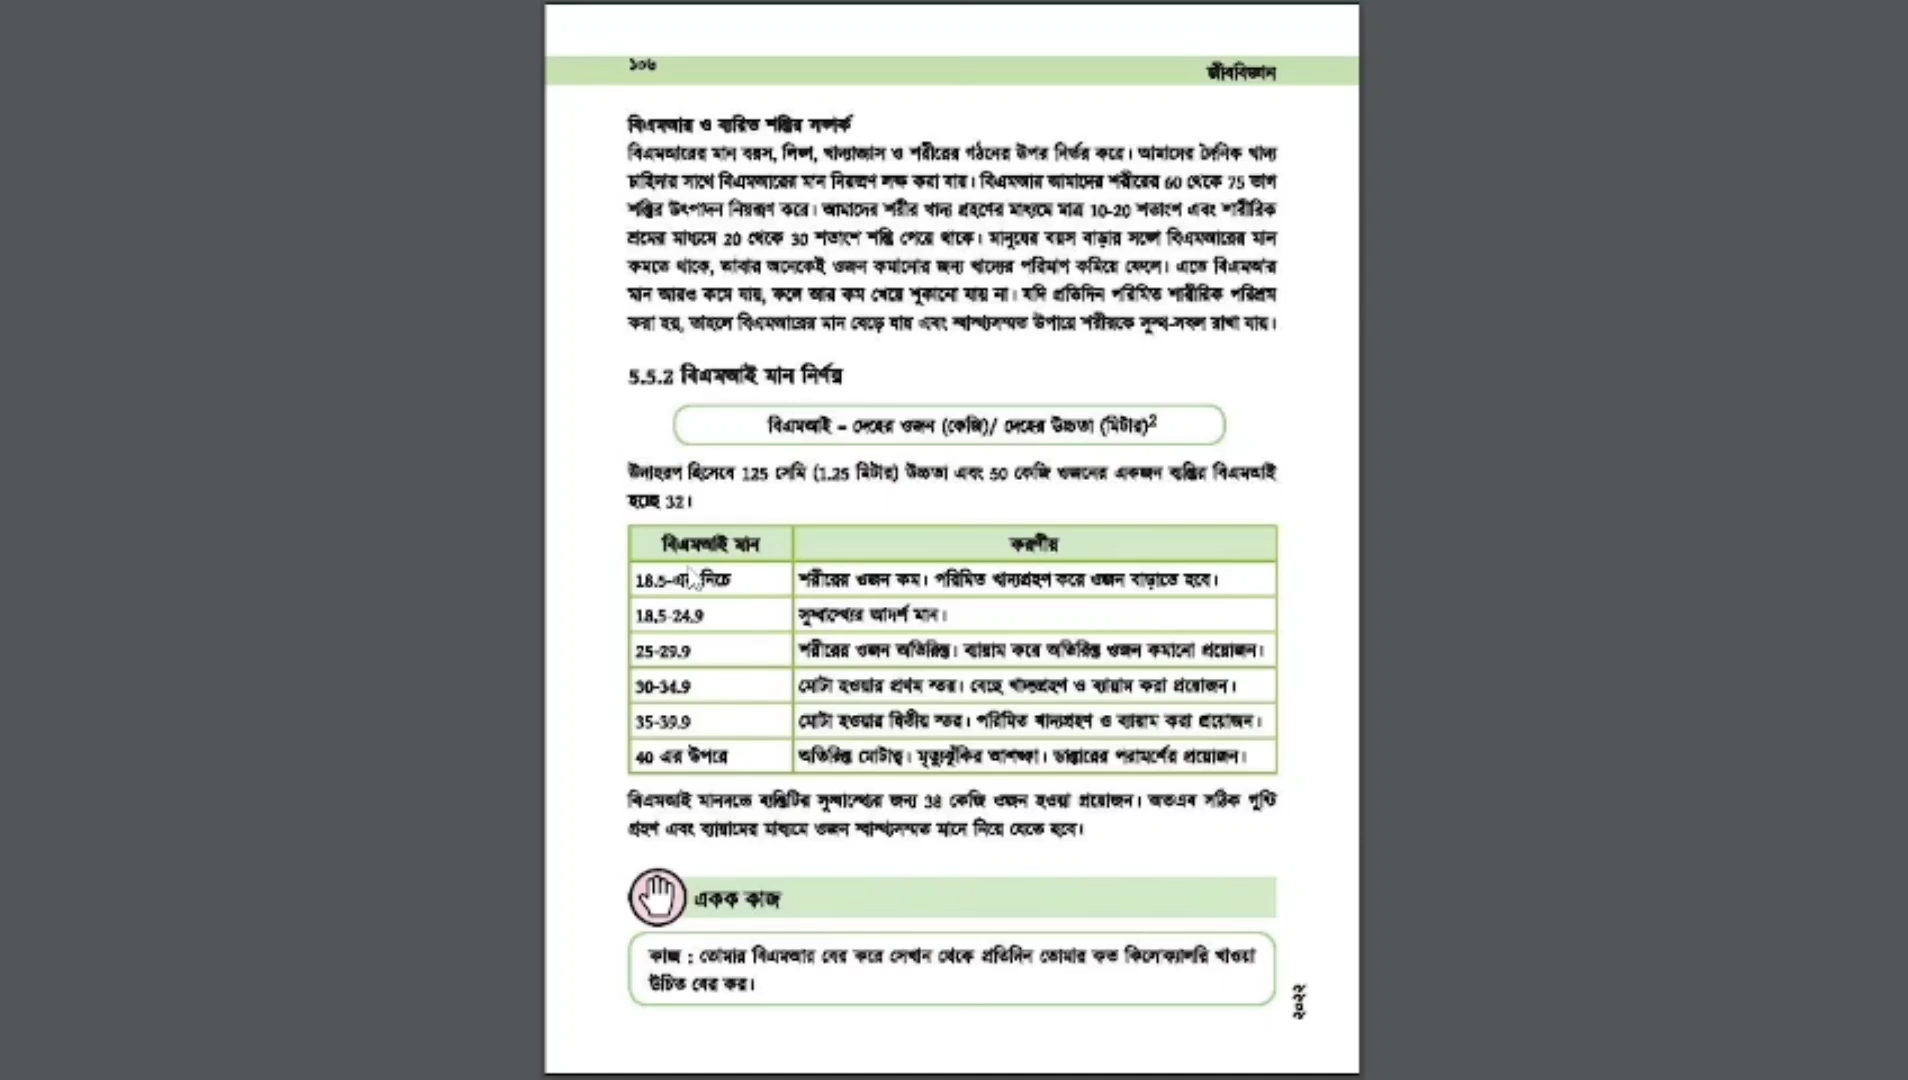 ১০৬
জীববিজ্ঞান
বিএমআর ও ব্যয়িত শক্তির সম্পর্ক
বিএমআরের মান বয়স, লিঙ্গ, খাদ্যাভ্যাস ও শরীরের গঠনের উপর নির্ভর করে। আমাদের দৈনিক খাদ্য
চাহিদার সাথে বিএমআরের মান নিয়ন্ত্রণ লক্ষ করা যায়। বিএমআর আমাদের শরীরের 60 থেকে 75 ভাগ
শক্তির উৎপাদন নিয়ন্ত্রণ করে। আমাদের শরীর খাদ্য গ্রহণের মাধ্যমে মাত্র 10-20 শতাংশ এবং শারীরিক
শ্রমের মাধ্যমে 20 থেকে 30 শতাংশ শক্তি পেয়ে থাকে। মানুষের বয়স বাড়ার সঙ্গে বিএমআরের মান
কমতে থাকে, আবার অনেকেই ওজন কমানোর জন্য খাদ্যের পরিমাণ কমিয়ে ফেলে। এতে বিএমআর
মান আরও কমে যায়, ফলে আর কম খেয়ে শুকানো যায় না। যদি প্রতিদিন পরিমিত শারীরিক পরিশ্রম
করা হয়, তাহলে বিএমআরের মান বেড়ে যায় এবং স্বাস্থ্যসম্মত উপায়ে শরীরকে সুস্থ-সবল রাখা যায়।
5.5.2 বিএমআই মান নির্ণয়
বিএমআই – দেহের ওজন (কেজি)/ দেহের উচ্চতা (মিটার)²
উদাহরণ হিসেবে 125 সেমি (1.25 মিটার) উচ্চতা এবং 50 কেজি ওজনের একজন ব্যক্তির বিএমআই
হচ্ছে 32।
বিএমআই মান করণীয়
18.5-এর নিচে শরীরের ওজন কম। পরিমিত খাদ্যগ্রহণ করে ওজন বাড়াতে হবে।
18.5-24.9 সুস্বাস্থ্যের আদর্শ মান।
25-29.9 শরীরের ওজন অতিরিক্ত। ব্যায়াম করে অতিরিক্ত ওজন কমানো প্রয়োজন।
30-34.9 মোটা হওয়ার প্রথম স্তর। বেছে খাদ্যগ্রহণ ও ব্যায়াম করা প্রয়োজন।
35-39.9 মোটা হওয়ার দ্বিতীয় স্তর। পরিমিত খাদ্যগ্রহণ ও ব্যায়াম করা প্রয়োজন।
40 এর উপরে অতিরিক্ত মোটাত্ব। মৃত্যুঝুঁকির আশঙ্কা। ডাক্তারের পরামর্শের প্রয়োজন।
বিএমআই মানমতে ব্যক্তিটির সুস্বাস্থ্যের জন্য 38 কেজি ওজন হওয়া প্রয়োজন। অতএব সঠিক পুষ্টি
গ্রহণ এবং ব্যায়ামের মাধ্যমে ওজন স্বাস্থ্যসম্মত মানে নিয়ে যেতে হবে।
একক কাজ
কাজ : তোমার বিএমআর বের করে সেখান থেকে প্রতিদিন তোমার কত কিলোক্যালরি খাওয়া
উচিত বের কর।
২০২২